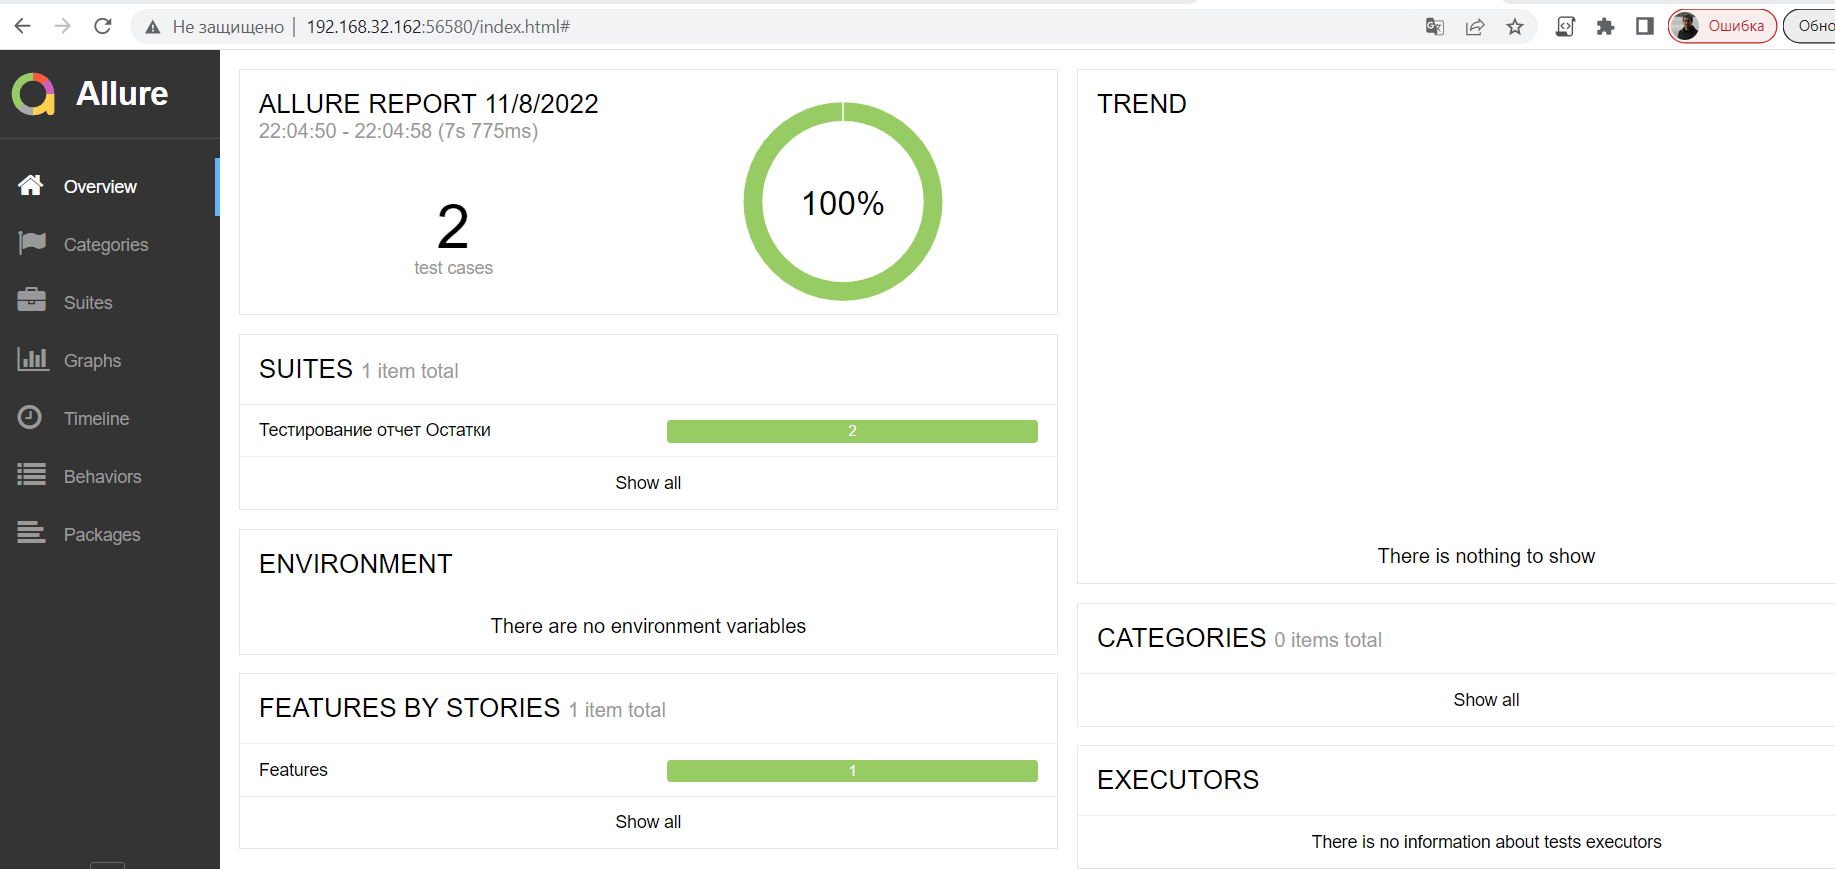 Не защищено
192.168.32.162:56580/index.html#
Ошибка
Обно
Allure
Overview
Categories
Suites
Graphs
Timeline
Behaviors
Packages
ALLURE REPORT 11/8/2022
22:04:50 - 22:04:58 (7s 775ms)
2
test cases
100%
SUITES 1 item total
Тестирование отчет Остатки 2
Show all
ENVIRONMENT
There are no environment variables
FEATURES BY STORIES 1 item total
Features 1
Show all
TREND
There is nothing to show
CATEGORIES 0 items total
Show all
EXECUTORS
There is no information about tests executors